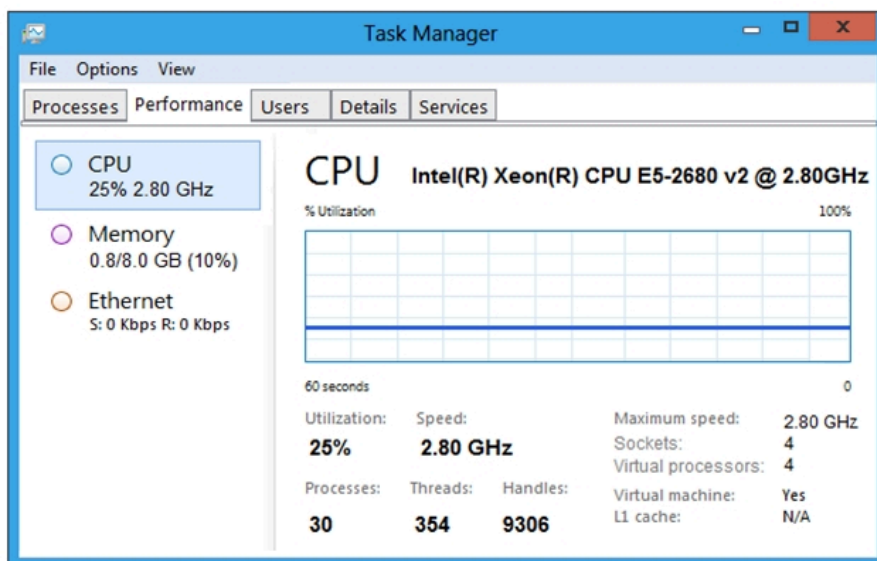 Task Manager
X
File Options View
Processes Performance Users Details Services
CPU
25% 2.80 GHz
Memory
0.8/8.0 GB (10%)
Ethernet
S: 0 Kbps R: 0 Kbps
CPU Intel(R) Xeon(R) CPU E5-2680 v2 @ 2.80GHz
% Utilization 100%
60 seconds 0
Utilization: Speed:
25% 2.80 GHz
Processes: Threads: Handles:
30 354 9306
Maximum speed: 2.80 GHz
Sockets: 4
Virtual processors: 4
Virtual machine: Yes
L1 cache: N/A